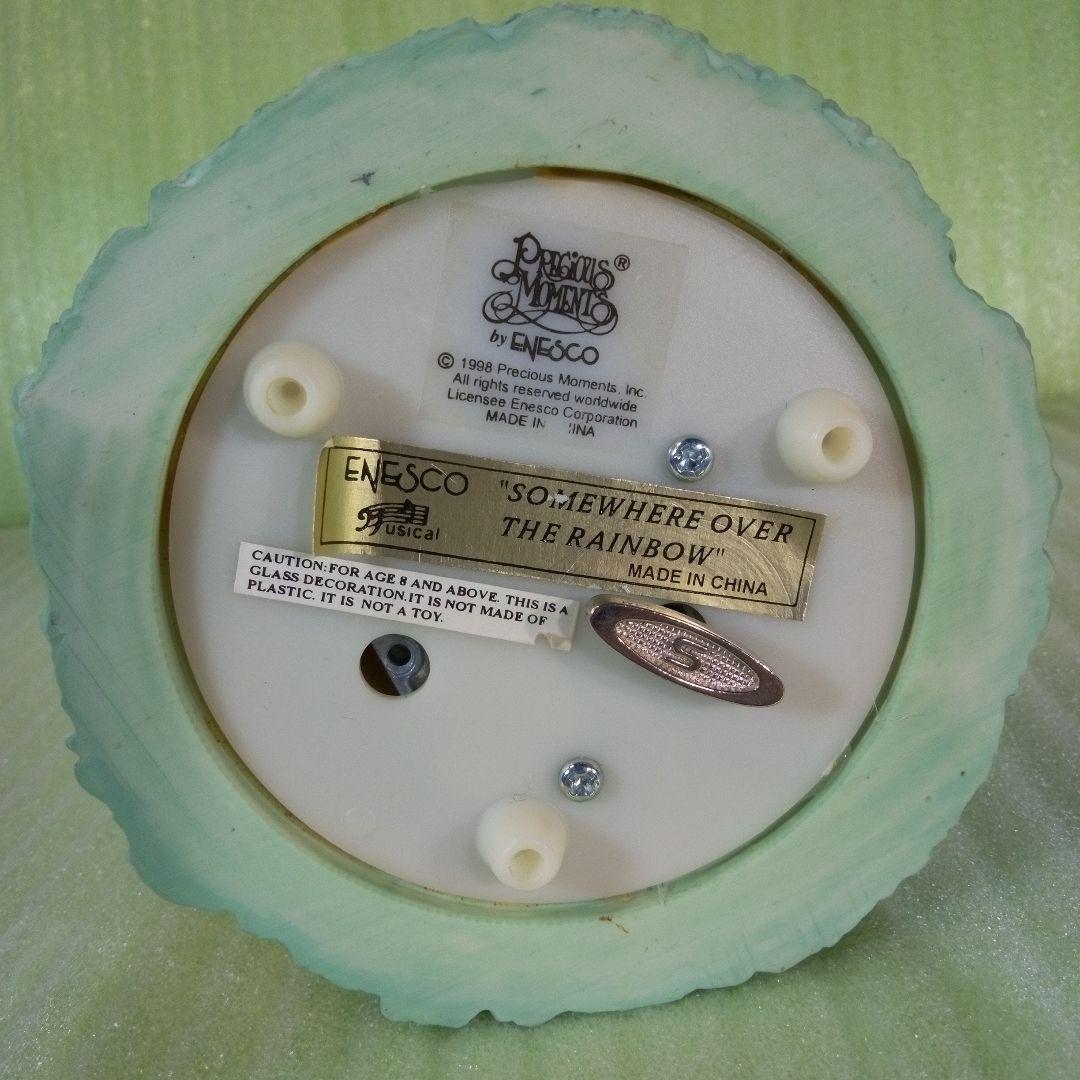 PRECIOUS ®
MOMENTS
by ENESCO
© 1998 Precious Moments, Inc.
All rights reserved worldwide
Licensee Enesco Corporation
MADE IN   INA
ENESCO
Musical
"SOMEWHERE OVER
THE RAINBOW"
MADE IN CHINA
CAUTION:FOR AGE 8 AND ABOVE. THIS IS A
GLASS DECORATION.IT IS NOT MADE OF
PLASTIC. IT IS NOT A TOY.
S